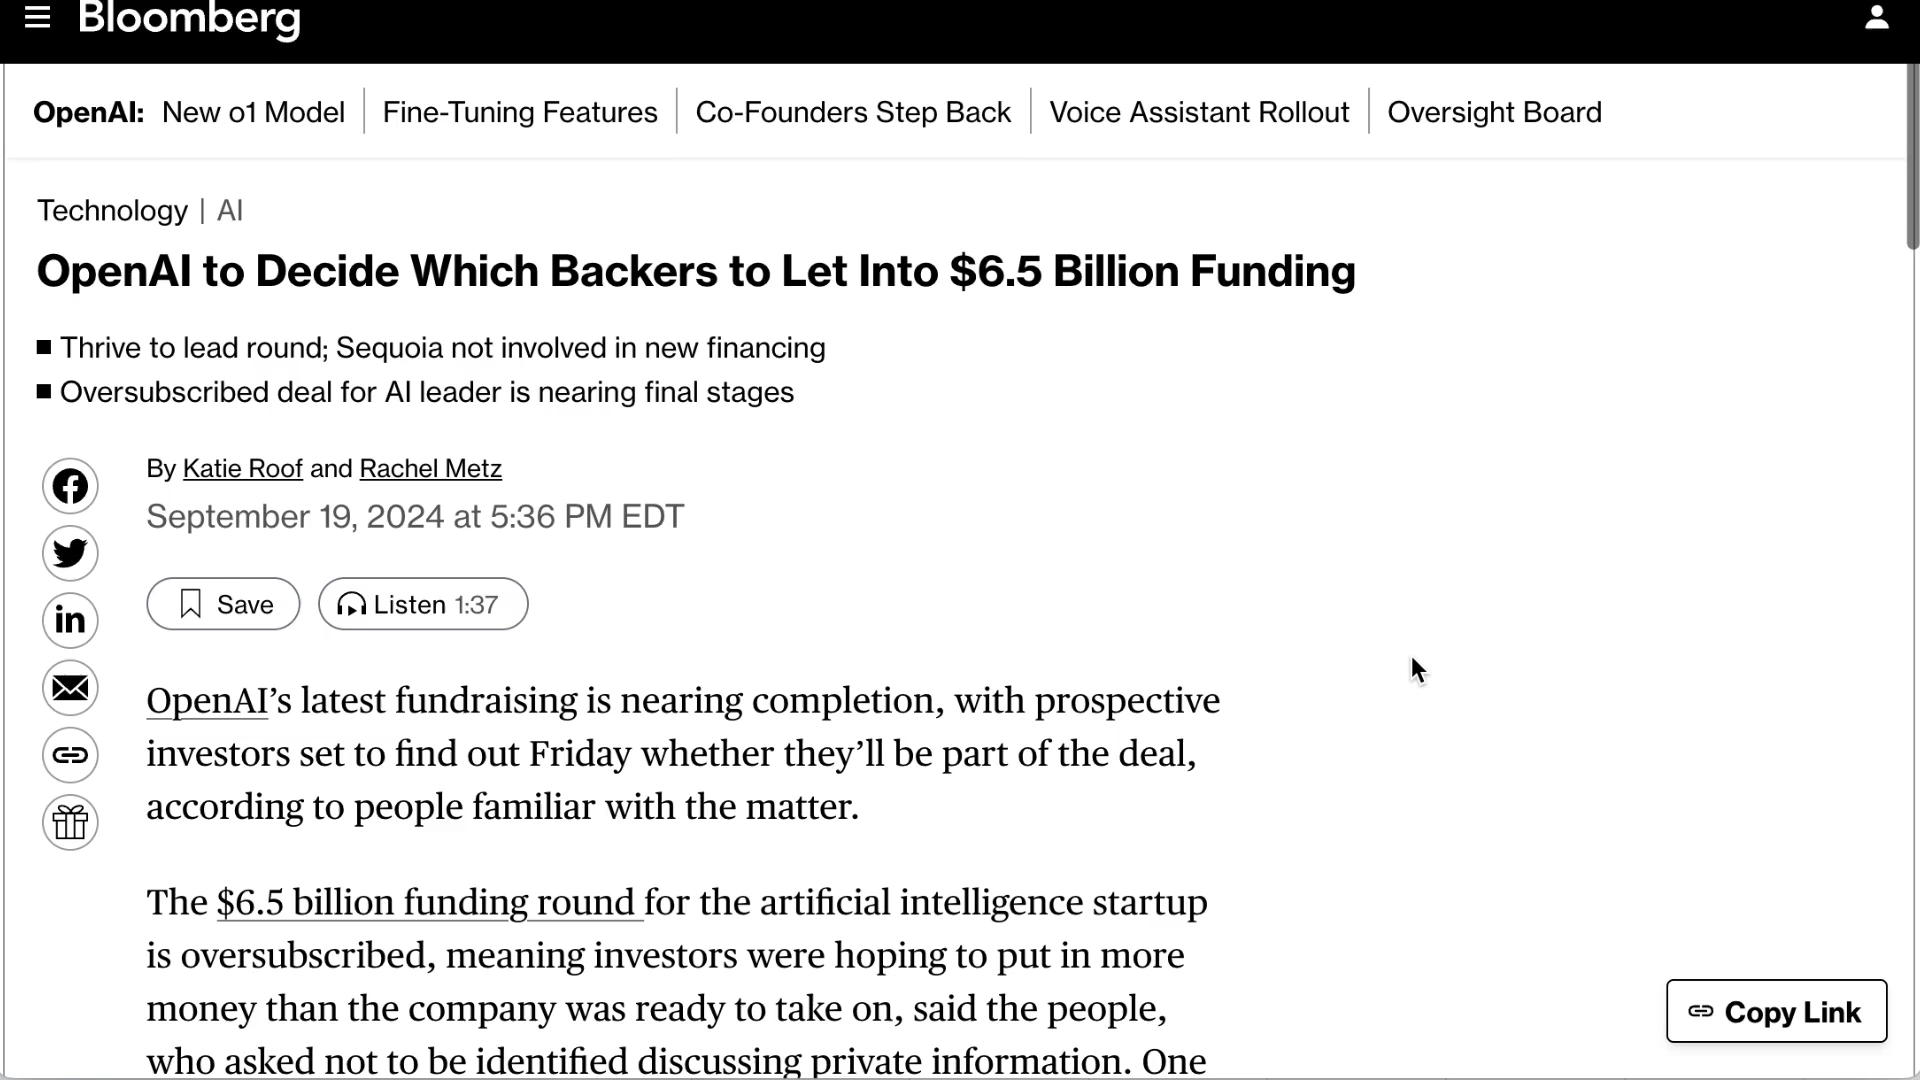 Bloomberg
OpenAI: New o1 Model Fine-Tuning Features Co-Founders Step Back Voice Assistant Rollout Oversight Board
Technology | AI
OpenAI to Decide Which Backers to Let Into $6.5 Billion Funding
Thrive to lead round; Sequoia not involved in new financing
Oversubscribed deal for AI leader is nearing final stages
By Katie Roof and Rachel Metz
September 19, 2024 at 5:36 PM EDT
Save Listen 1:37
OpenAI’s latest fundraising is nearing completion, with prospective
investors set to find out Friday whether they’ll be part of the deal,
according to people familiar with the matter.
The $6.5 billion funding round for the artificial intelligence startup
is oversubscribed, meaning investors were hoping to put in more
money than the company was ready to take on, said the people,
who asked not to be identified discussing private information. One
Copy Link